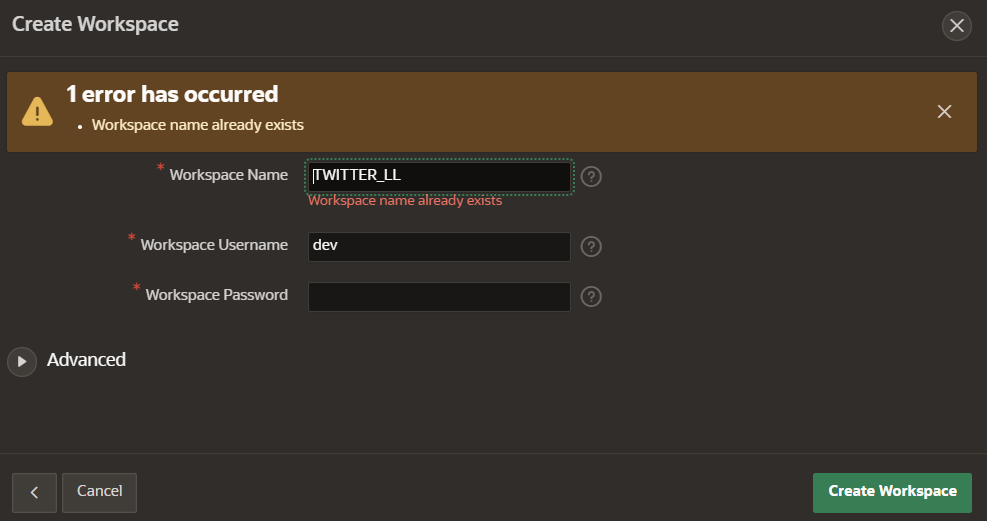 Create Workspace
1 error has occurred
• Workspace name already exists
* Workspace Name TWITTER_LL ?
Workspace name already exists
* Workspace Username dev ?
* Workspace Password ?
Advanced
Cancel Create Workspace